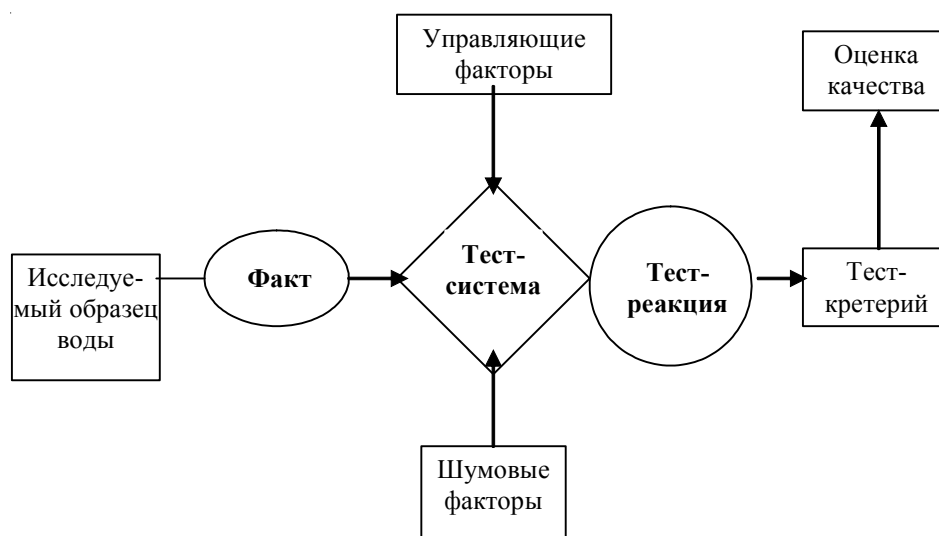 Управляющие
факторы
Оценка
качества
Исследуе-
мый образец
воды
Факт
Тест-
система
Тест-
реакция
Тест-
кретерий
Шумовые
факторы